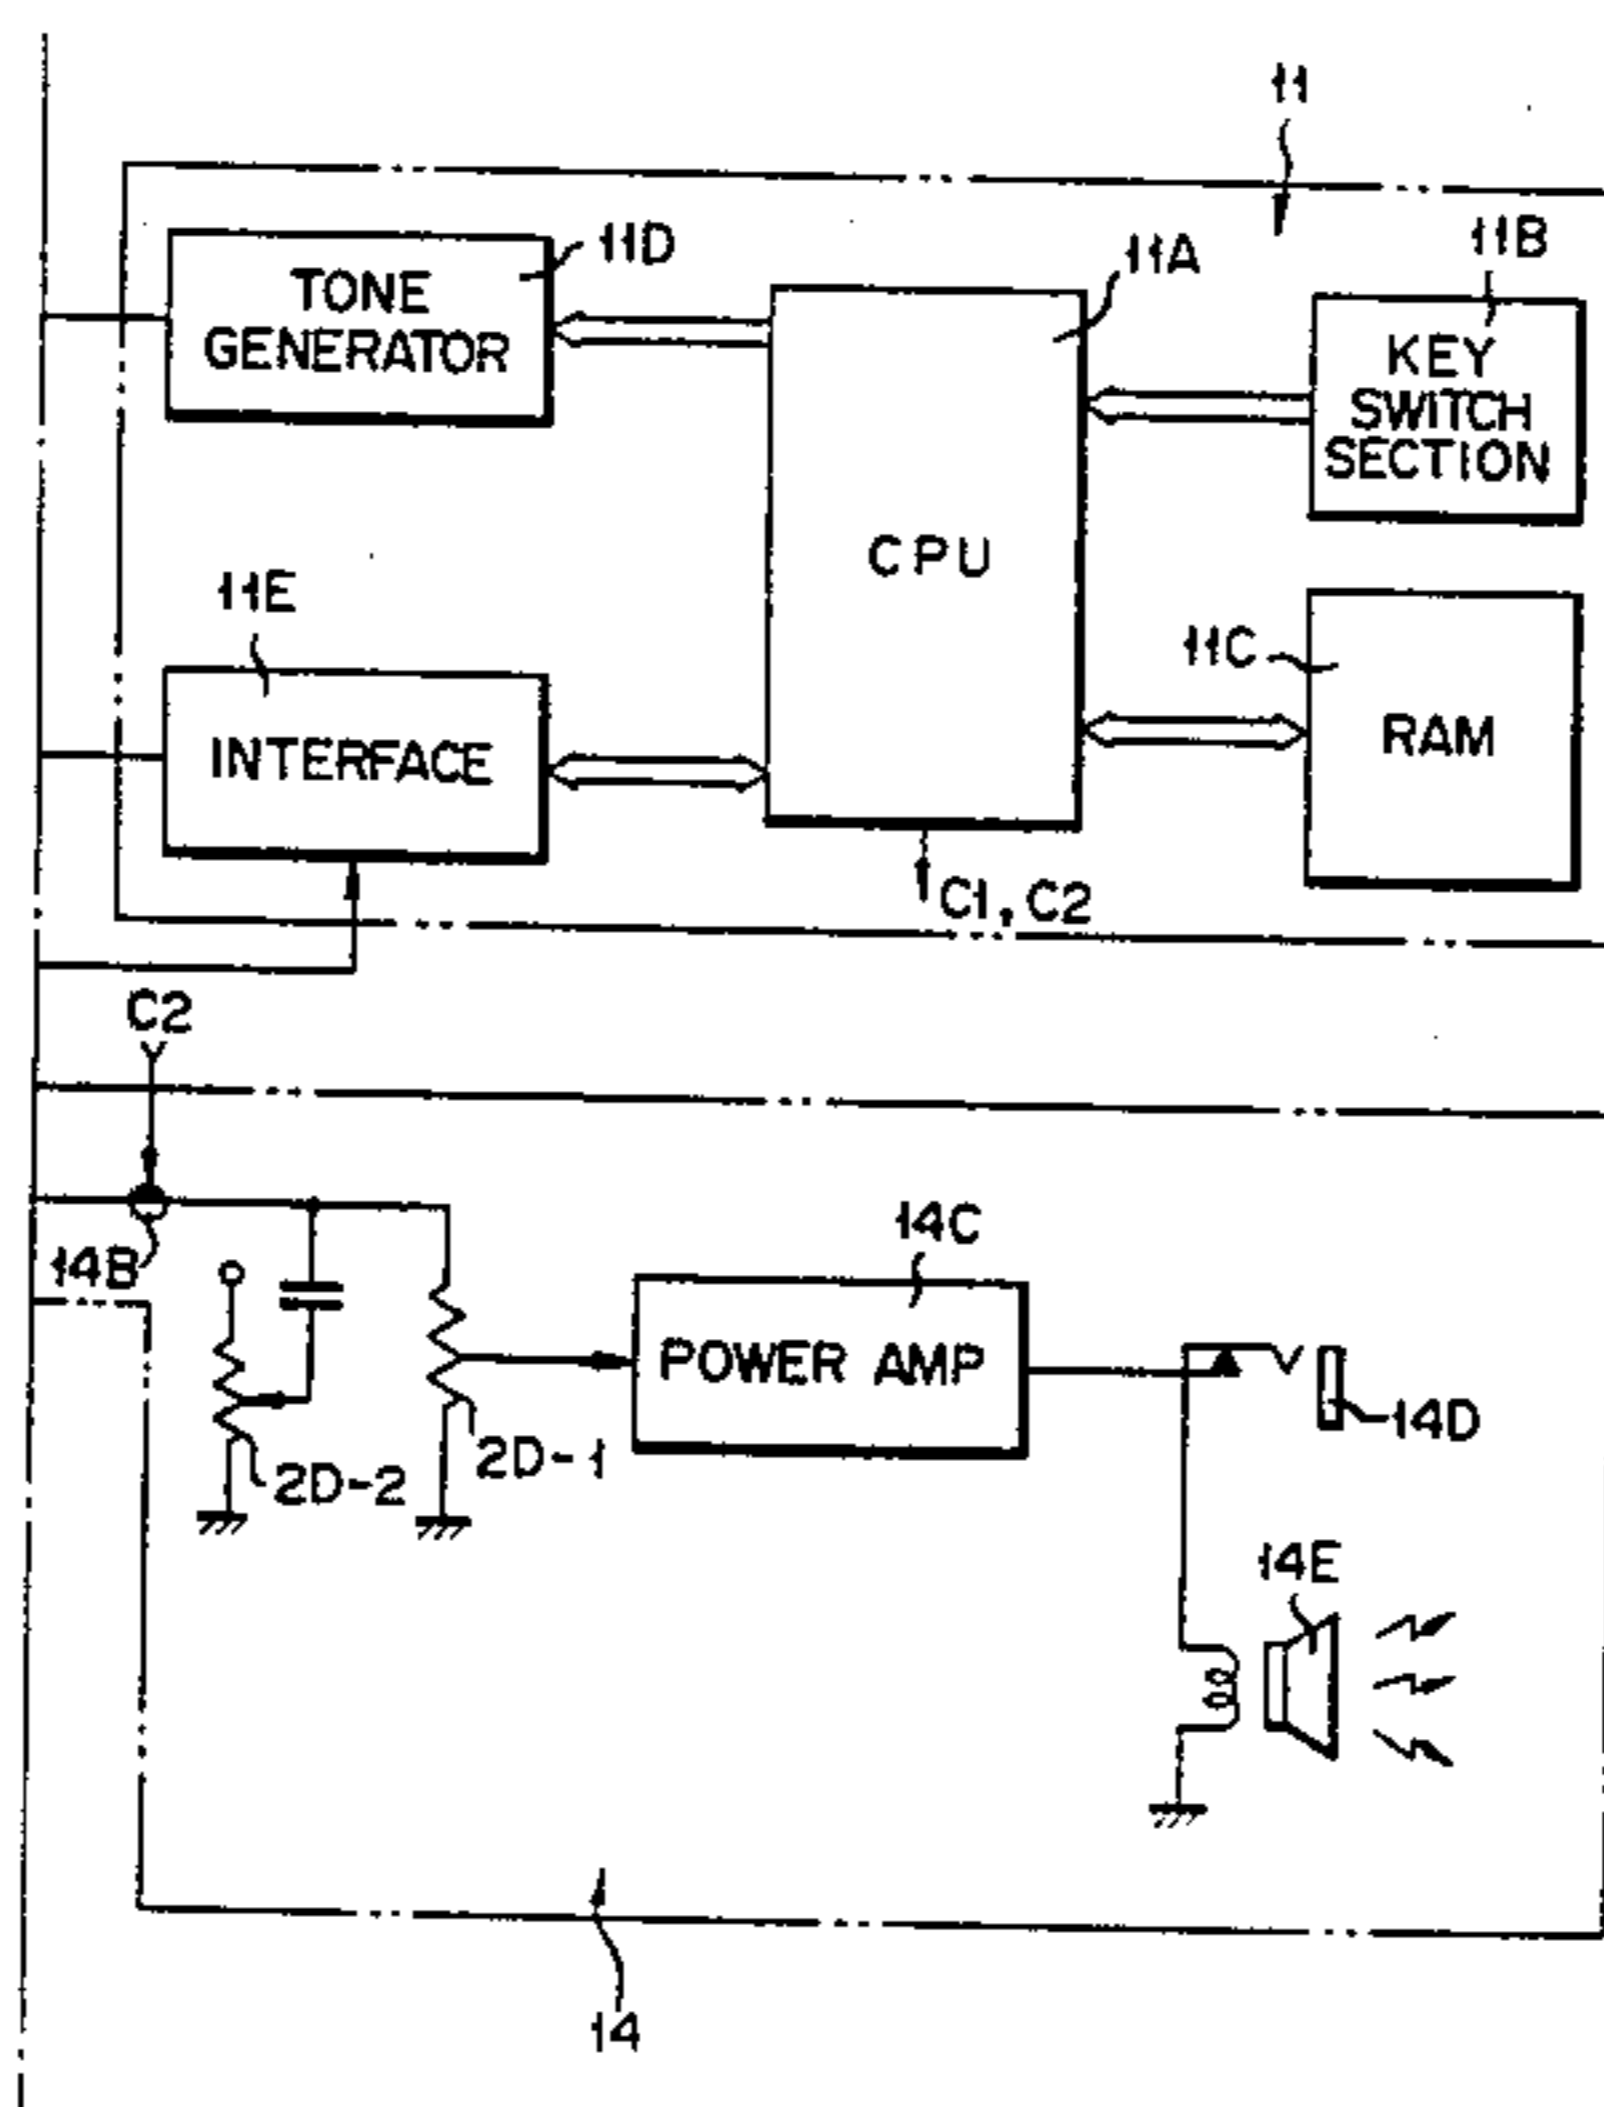 11
11D
TONE
GENERATOR
11A
11B
KEY
SWITCH
SECTION
CPU
11E
INTERFACE
11C
RAM
C1, C2
C2
14B
14C
POWER AMP
14D
2D-2
2D-1
14E
14